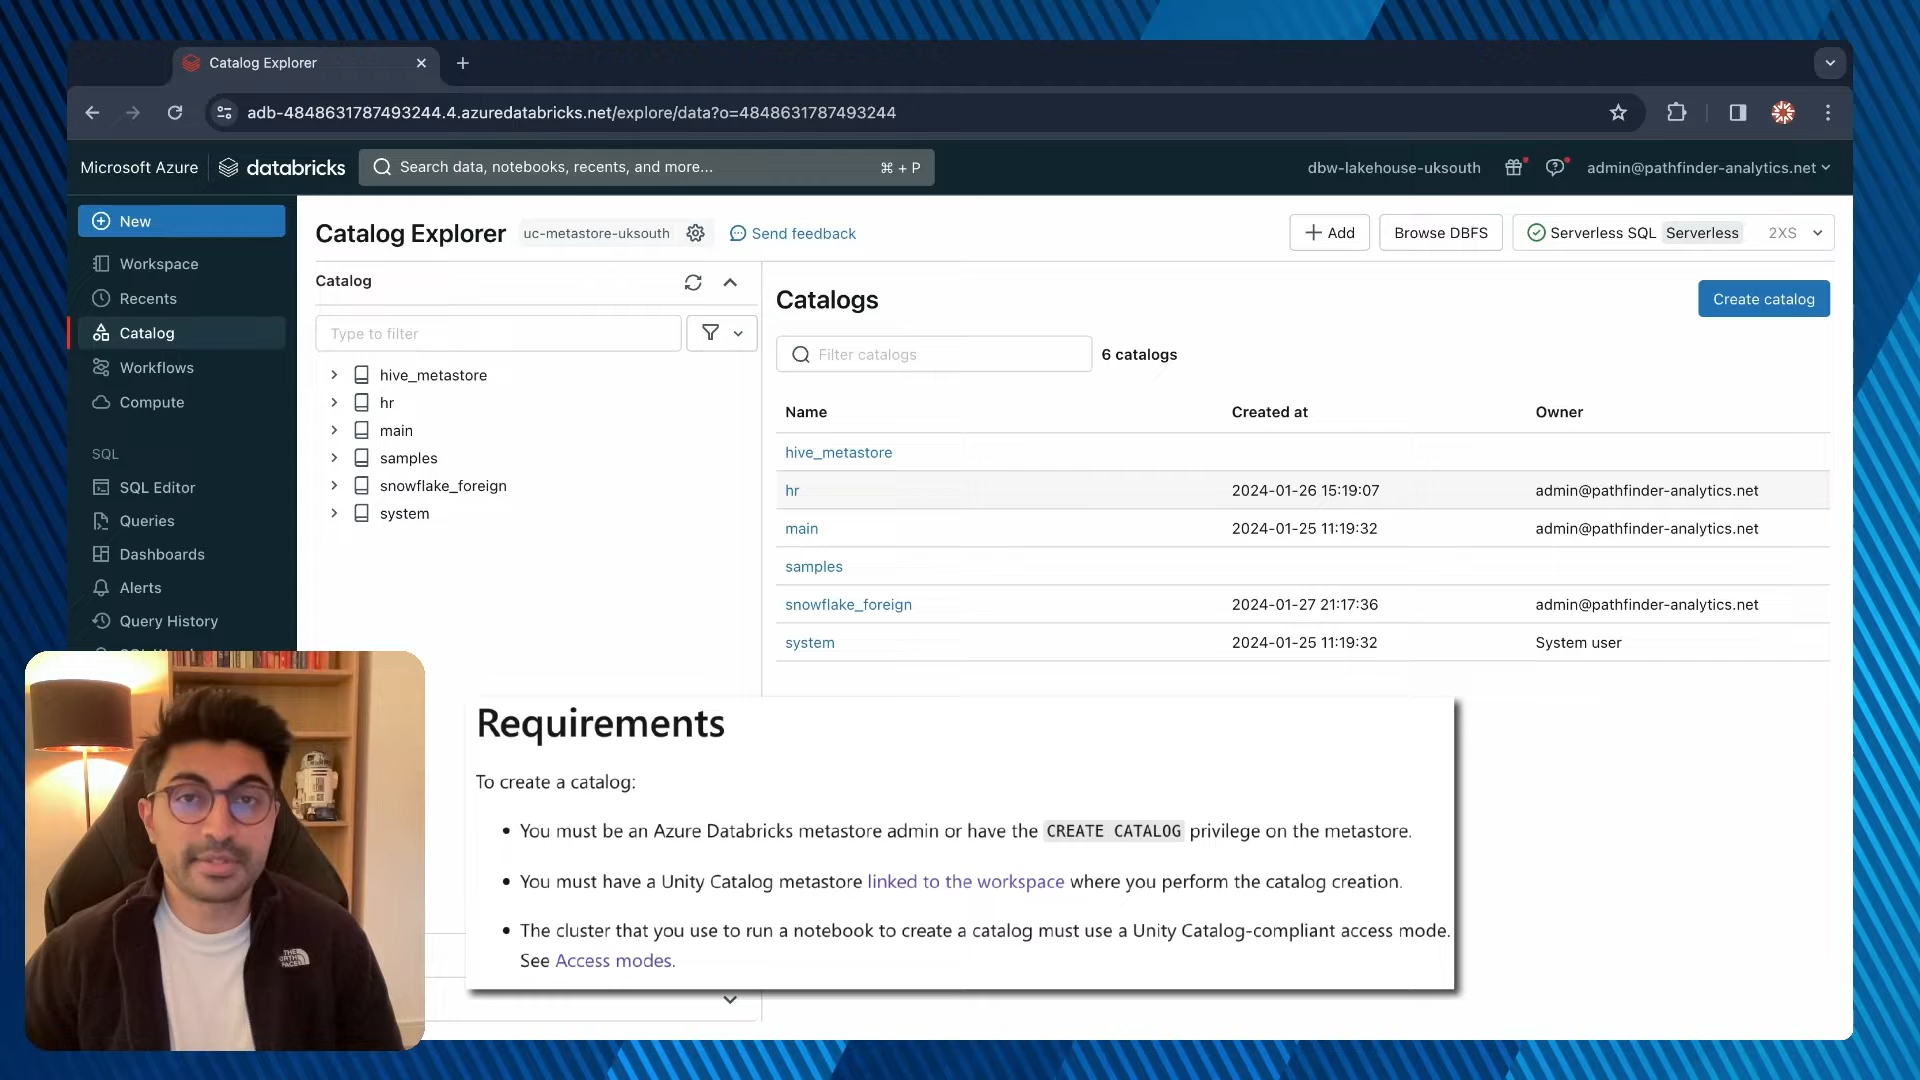 Catalog Explorer
adb-4848631787493244.4.azuredatabricks.net/explore/data?o=4848631787493244
Microsoft Azure databricks Search data, notebooks, recents, and more... ⌘ + P dbw-lakehouse-uksouth admin@pathfinder-analytics.net
New
Workspace
Recents
Catalog
Workflows
Compute
SQL
SQL Editor
Queries
Dashboards
Alerts
Query History
Catalog Explorer uc-metastore-uksouth Send feedback + Add Browse DBFS Serverless SQL Serverless 2XS
Catalog
Type to filter
hive_metastore
hr
main
samples
snowflake_foreign
system
Catalogs Create catalog
Filter catalogs 6 catalogs
Name Created at Owner
hive_metastore
hr 2024-01-26 15:19:07 admin@pathfinder-analytics.net
main 2024-01-25 11:19:32 admin@pathfinder-analytics.net
samples
snowflake_foreign 2024-01-27 21:17:36 admin@pathfinder-analytics.net
system 2024-01-25 11:19:32 System user
Requirements
To create a catalog:
• You must be an Azure Databricks metastore admin or have the CREATE CATALOG privilege on the metastore.
• You must have a Unity Catalog metastore linked to the workspace where you perform the catalog creation.
• The cluster that you use to run a notebook to create a catalog must use a Unity Catalog-compliant access mode.
See Access modes.
THE
NORTH
FACE